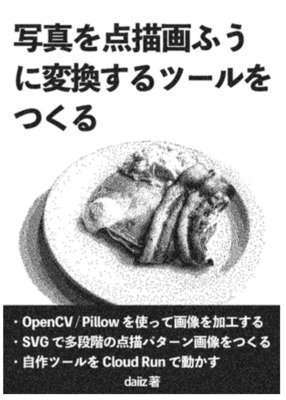 写真を点描画ふう
に変換するツールを
つくる
・OpenCV / Pillow を使って画像を加工する
・SVG で多段階の点描パターン画像をつくる
・自作ツールを Cloud Run で動かす
daiiz 著